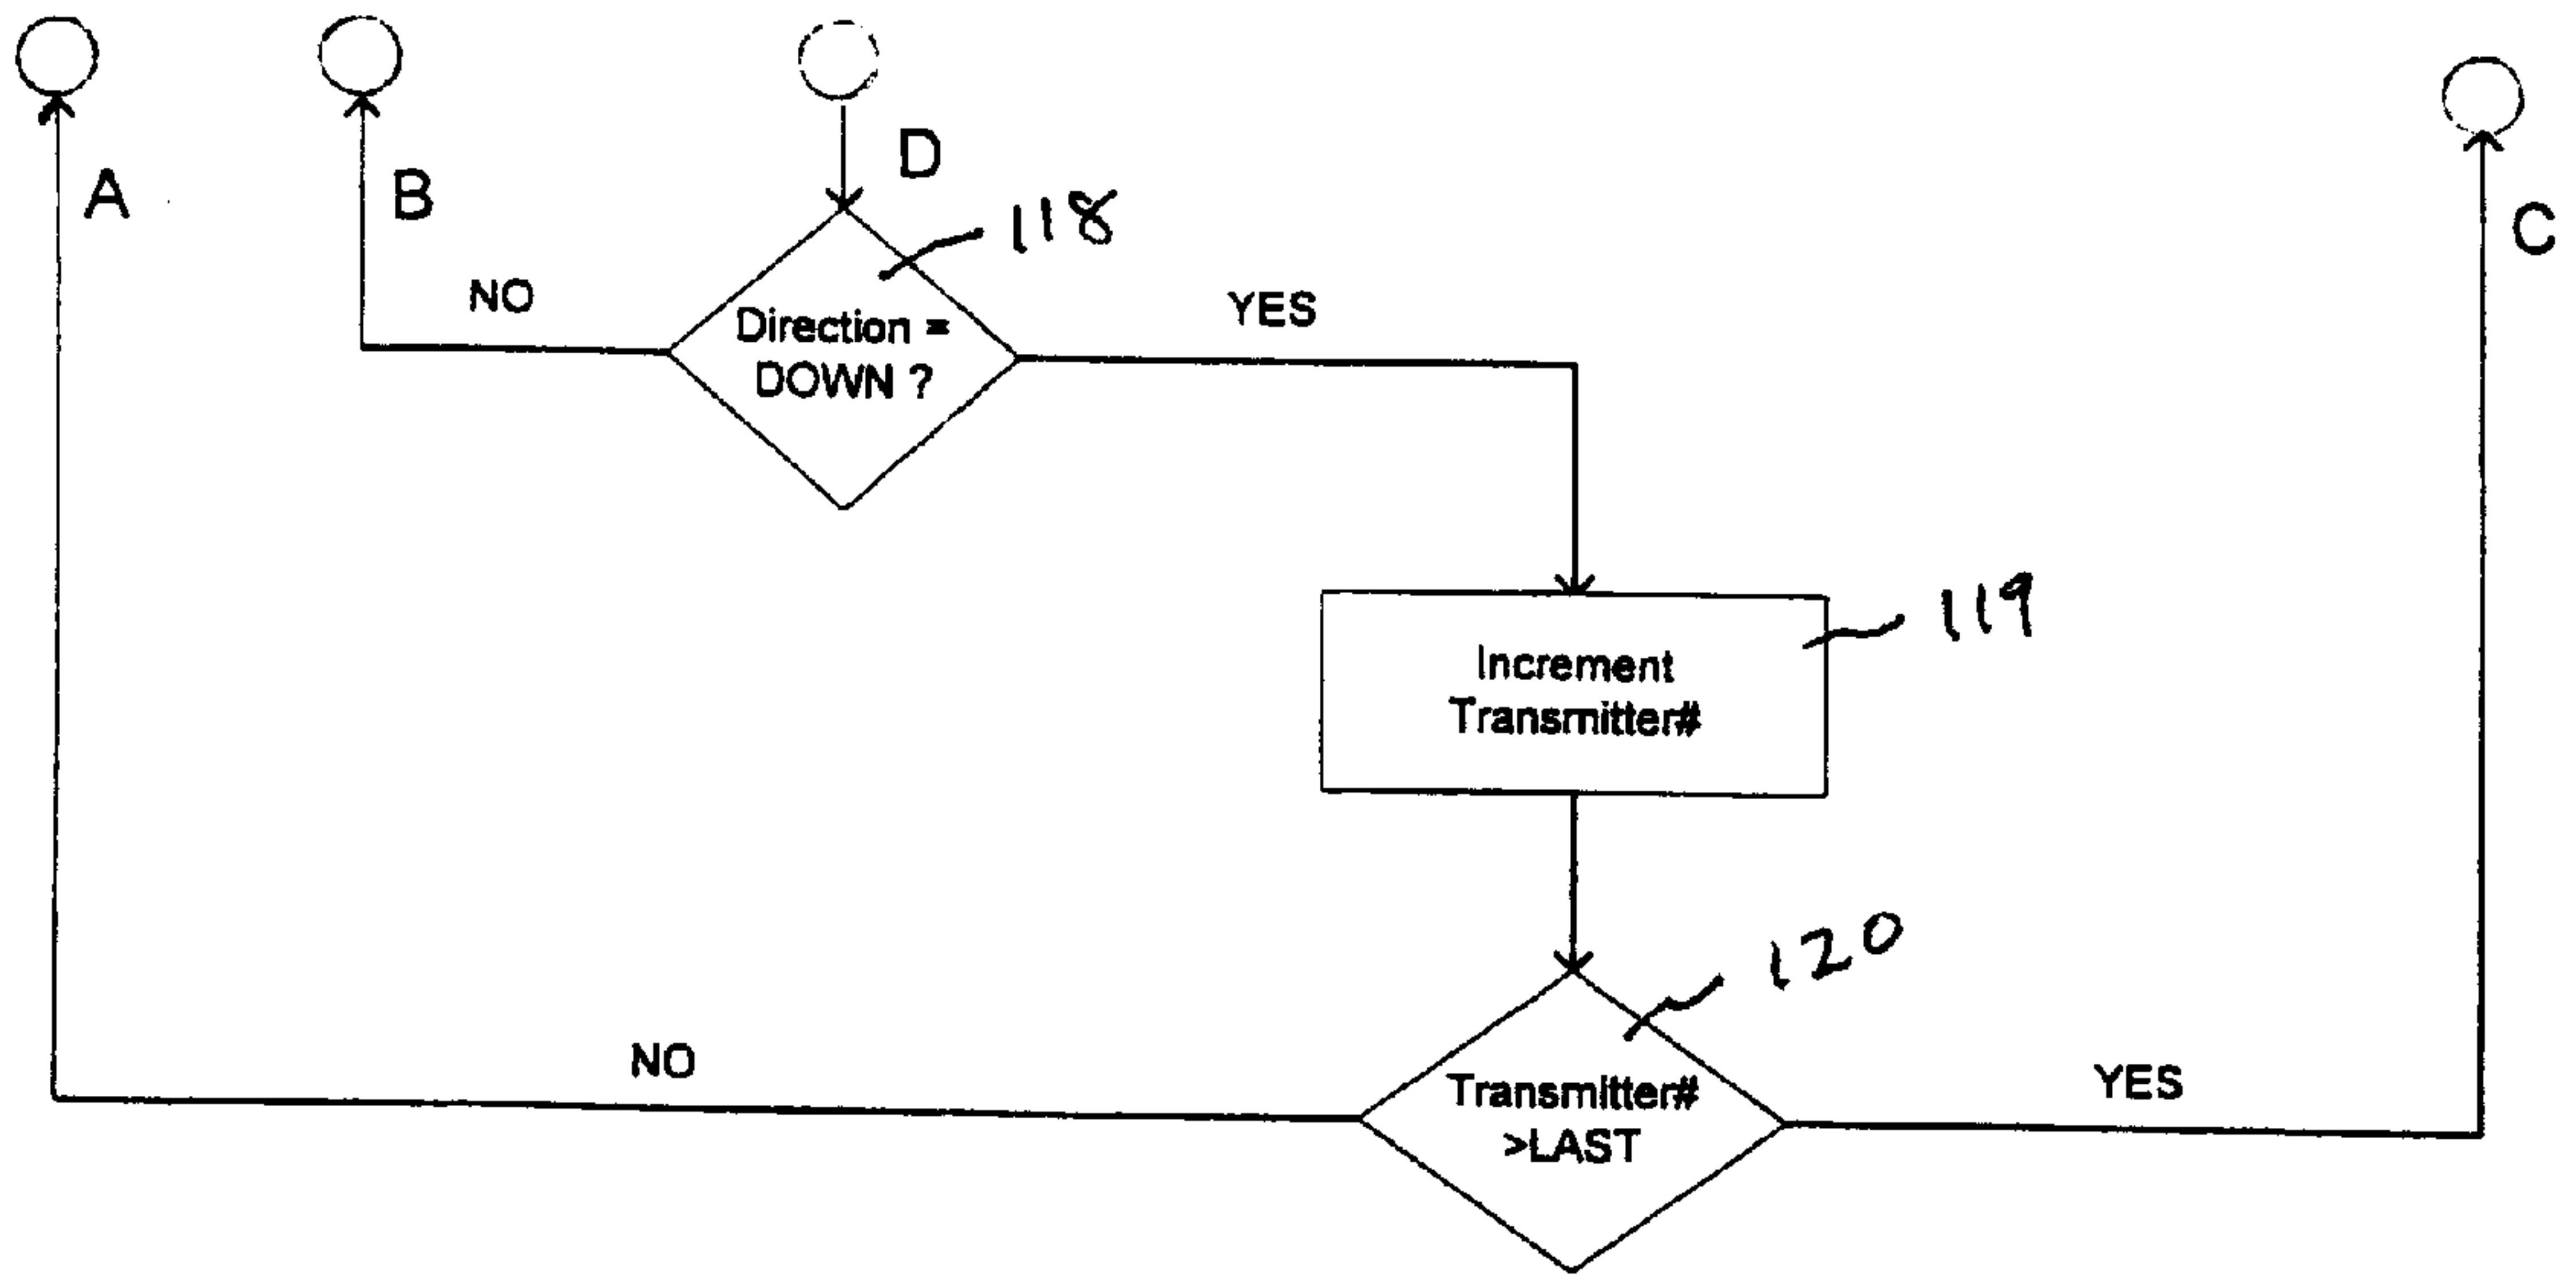 A
B
D
C
118
NO
YES
Direction =
DOWN ?
119
Increment
Transmitter#
120
NO
YES
Transmitter#
>LAST